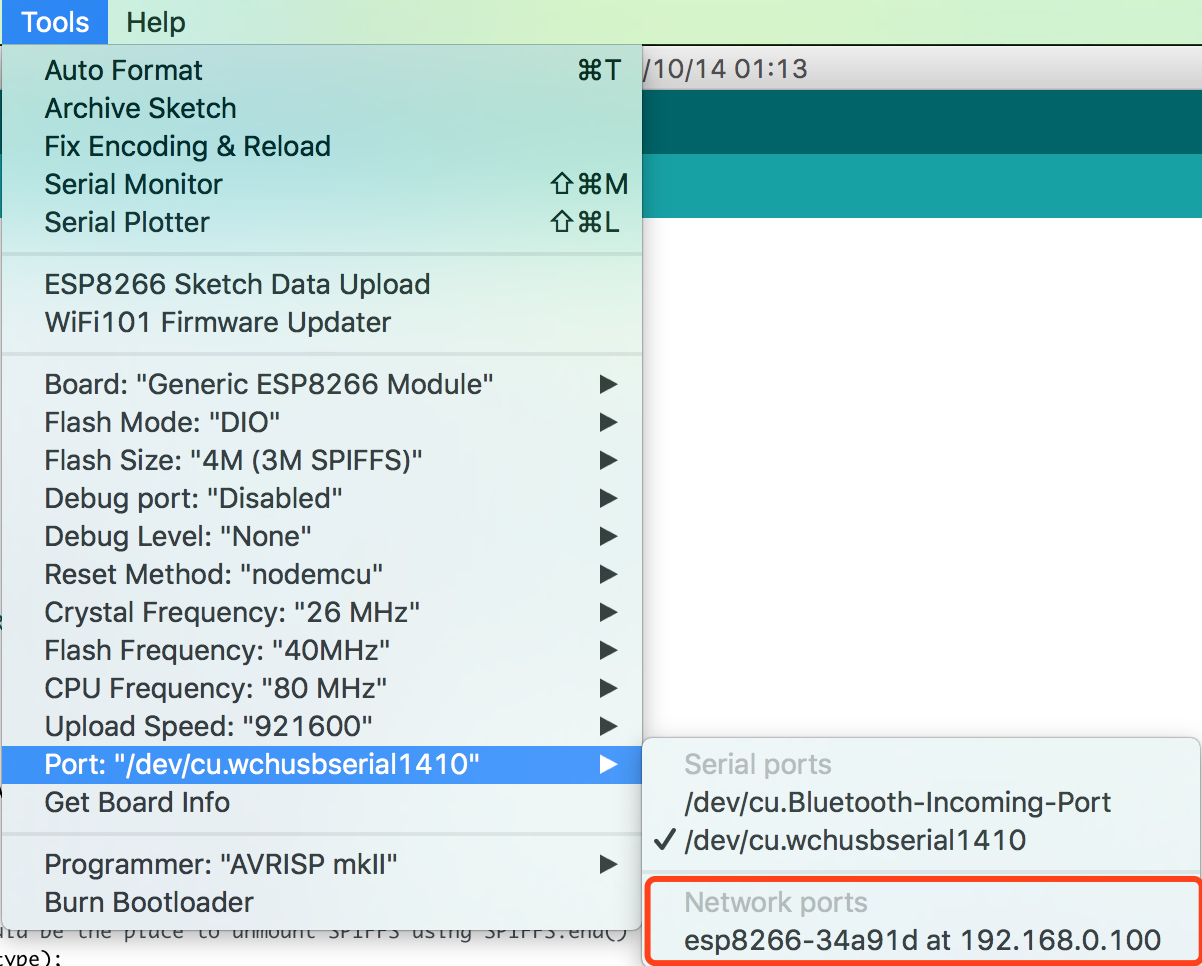 Tools Help
/10/14 01:13
Auto Format ⌘T
Archive Sketch
Fix Encoding & Reload
Serial Monitor ⇧⌘M
Serial Plotter ⇧⌘L
ESP8266 Sketch Data Upload
WiFi101 Firmware Updater
Board: "Generic ESP8266 Module"
Flash Mode: "DIO"
Flash Size: "4M (3M SPIFFS)"
Debug port: "Disabled"
Debug Level: "None"
Reset Method: "nodemcu"
Crystal Frequency: "26 MHz"
Flash Frequency: "40MHz"
CPU Frequency: "80 MHz"
Upload Speed: "921600"
Port: "/dev/cu.wchusbserial1410"
Get Board Info
Programmer: "AVRISP mkII"
Burn Bootloader
Serial ports
/dev/cu.Bluetooth-Incoming-Port
✓ /dev/cu.wchusbserial1410
Network ports
esp8266-34a91d at 192.168.0.100
be the place to unmount SPIFFS using SPIFFS.end()
type);